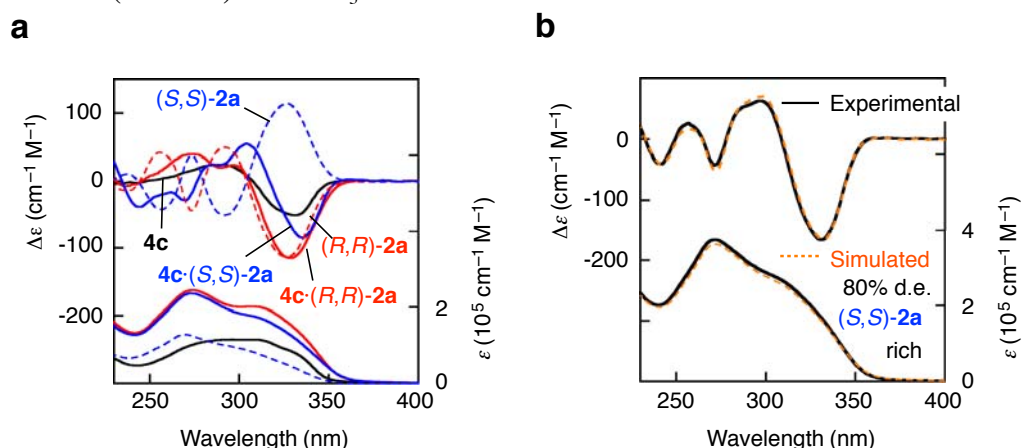 a
b
100
0
-100
-200
Δε (cm⁻¹ M⁻¹)
(S,S)-2a
4c
(R,R)-2a
4c·(S,S)-2a
4c·(R,R)-2a
2
0
ε (10⁵ cm⁻¹ M⁻¹)
250 300 350 400
Wavelength (nm)
0
-100
-200
Δε (cm⁻¹ M⁻¹)
Experimental
Simulated
80% d.e.
(S,S)-2a
rich
4
2
0
ε (10⁵ cm⁻¹ M⁻¹)
250 300 350 400
Wavelength (nm)